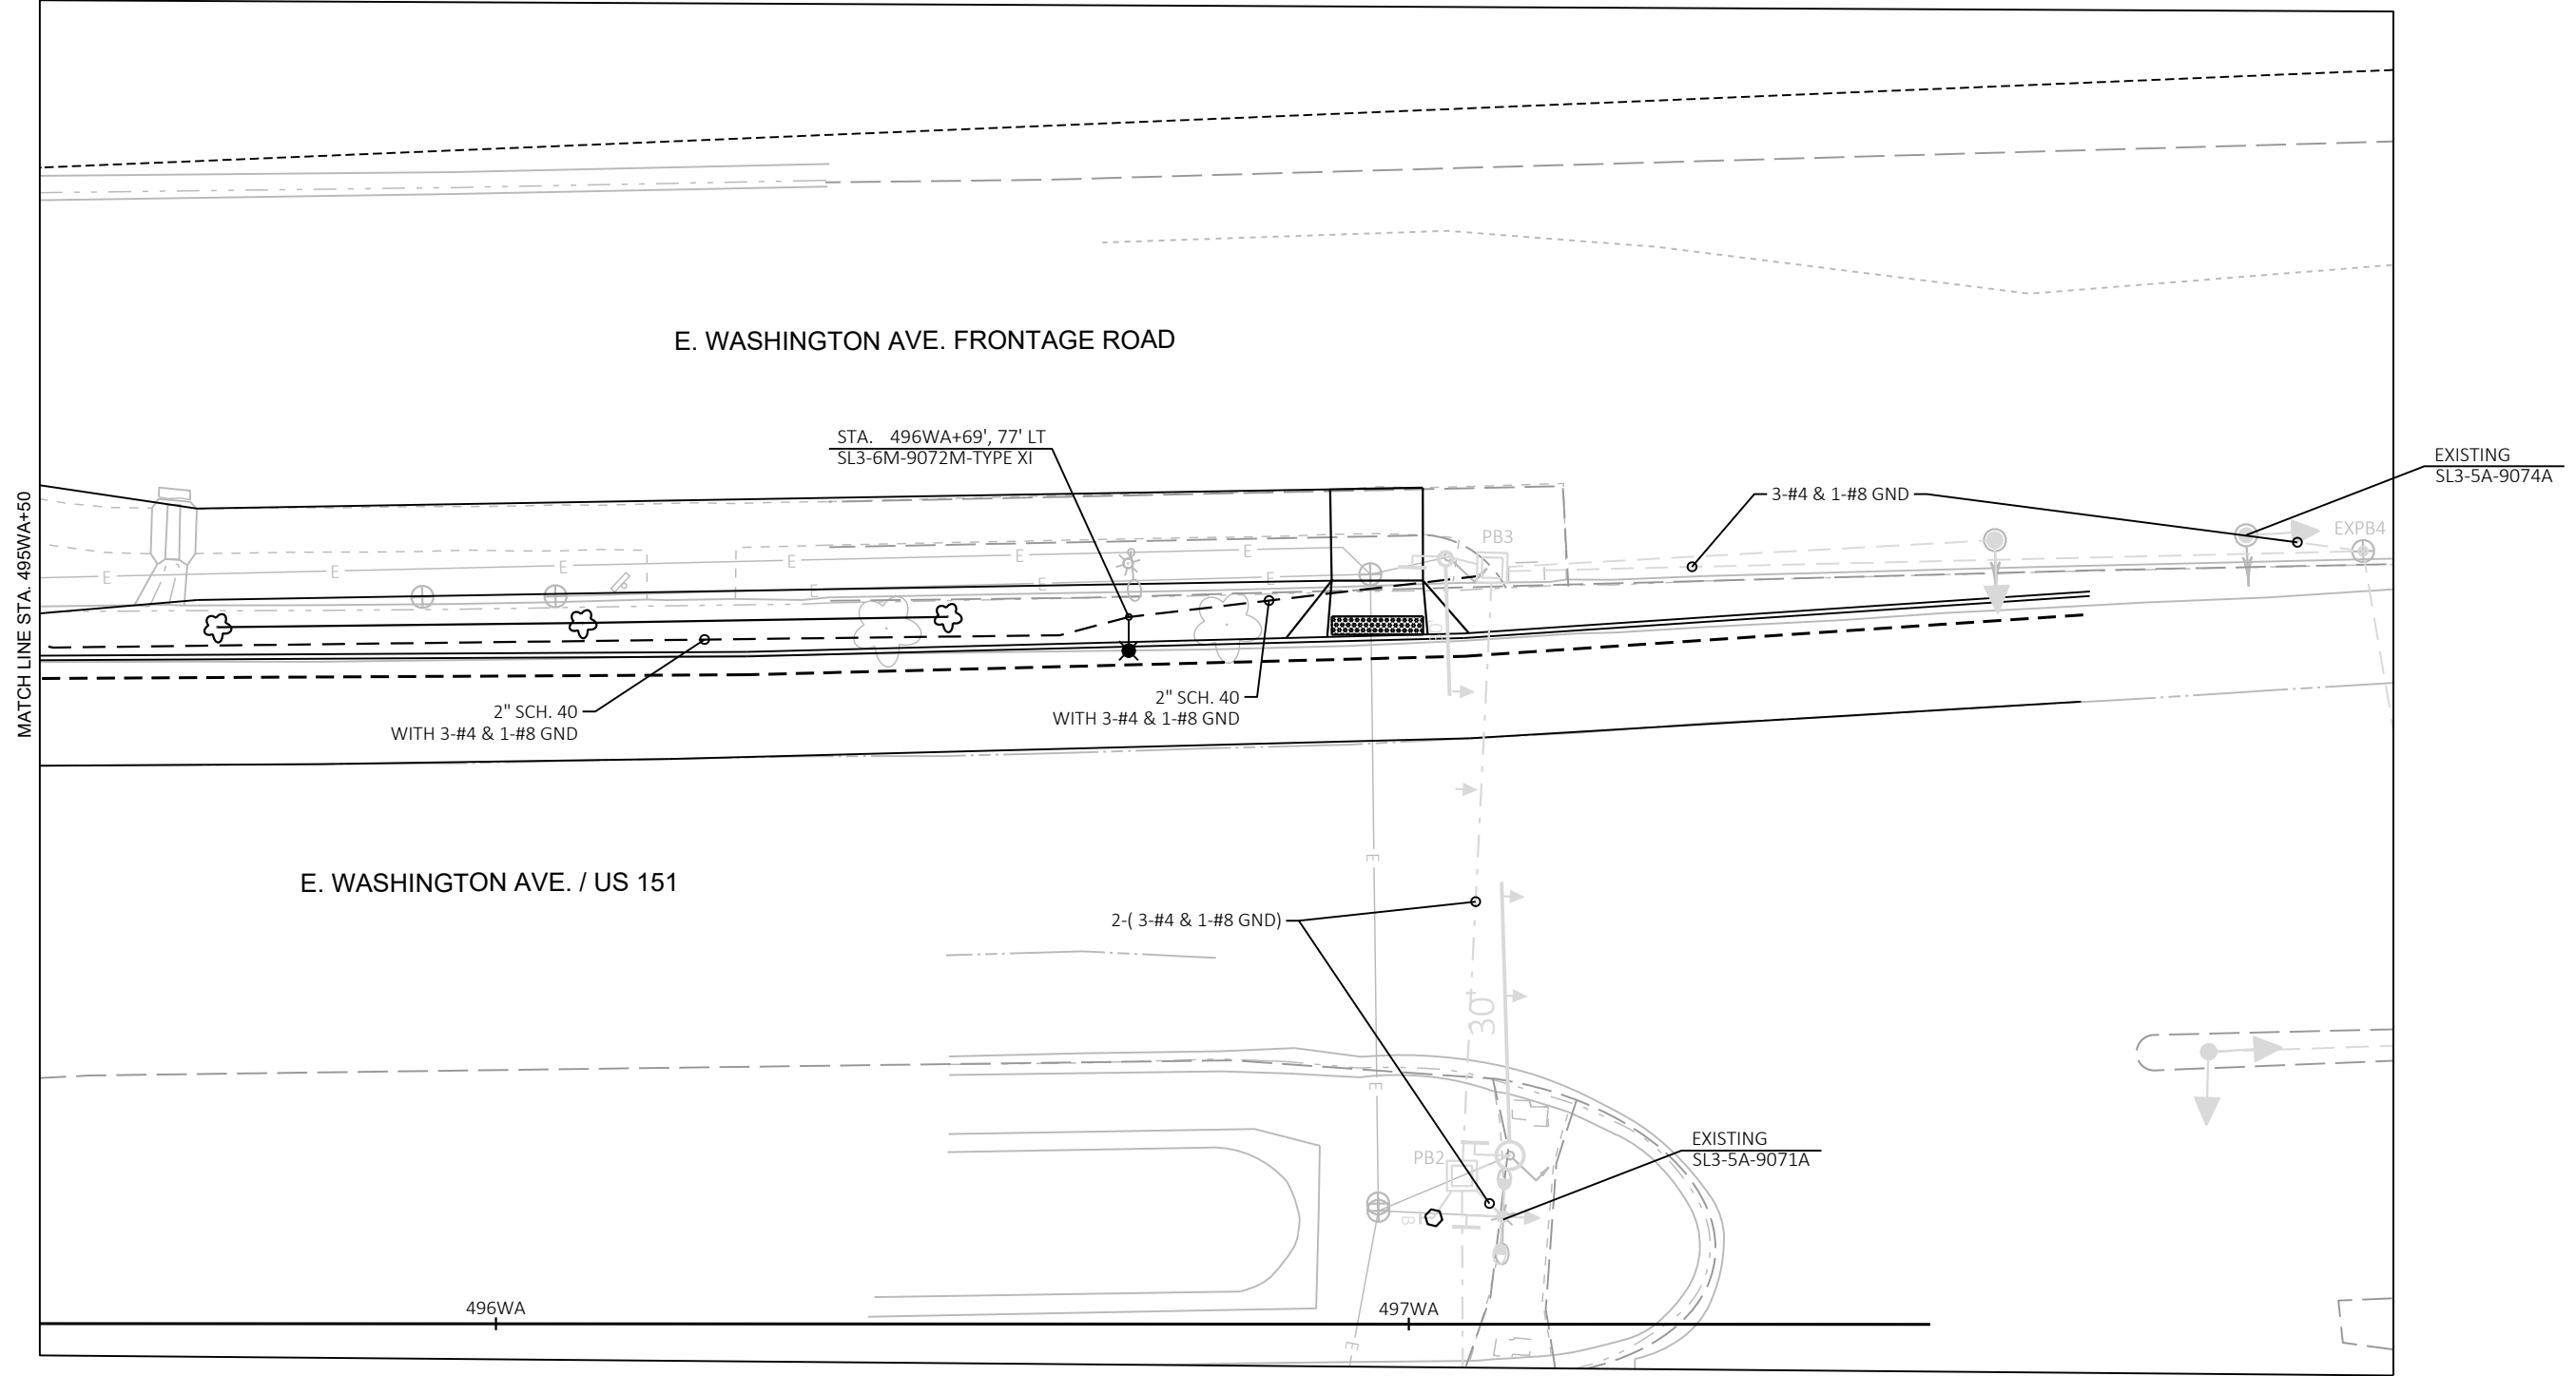 E. WASHINGTON AVE. FRONTAGE ROAD
STA. 496WA+69', 77' LT
SL3-6M-9072M-TYPE XI
EXISTING
SL3-5A-9074A
3-#4 & 1-#8 GND
MATCH LINE STA. 495WA+50
PB3
EXPB4
E
E
E
E
E
E
E
E
E
2" SCH. 40
WITH 3-#4 & 1-#8 GND
2" SCH. 40
WITH 3-#4 & 1-#8 GND
E
E. WASHINGTON AVE. / US 151
2-( 3-#4 & 1-#8 GND)
30'
E
EXISTING
SL3-5A-9071A
PB2
B
496WA
497WA
E